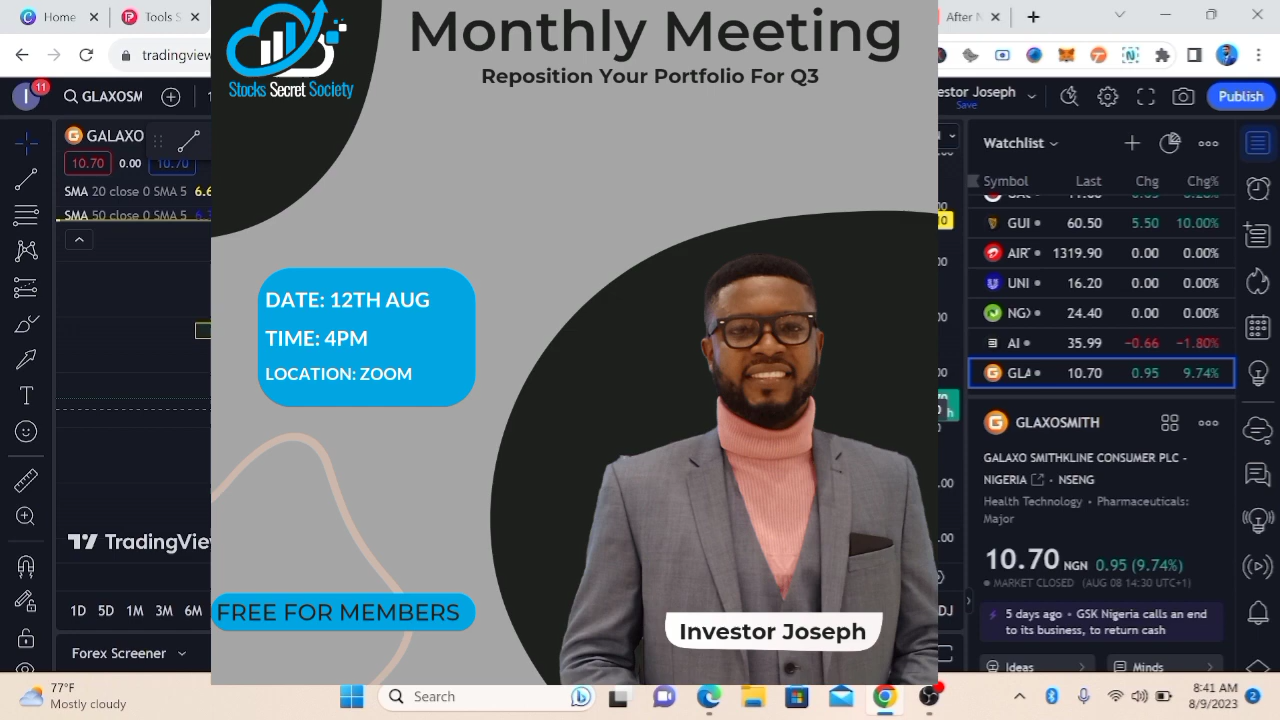 Monthly Meeting
Reposition Your Portfolio For Q3
Stocks Secret Society
DATE: 12TH AUG
TIME: 4PM
LOCATION: ZOOM
FREE FOR MEMBERS
Investor Joseph
11
GLAXOSM
GALAXO
10.70 0.00 10.70
SMA 20 close 0 SMA 5
SMA 50 close 0 SMA 5
TradingView
1D 5D 1M 3M 6M
Forex Screener
Joseph
Save
Publish
Watchlist
Symbol Last Chg Chg%
GUI 60.50 5.50 10.00%
AIR 1319.90 0.00 0.00%
UNI 16.20 0.00 0.00%
NGX 24.40 0.00 0.00%
AI 35.99 −0.66 −1.80%
GLA 10.70 0.95 9.74%
GLAXOSMITH
GALAXO SMITHKLINE CONSUMER PLC -
NIGERIA • NSENG
Health Technology • Pharmaceuticals:
Major
10.70 NGN 0.95 (9.74%)
MARKET CLOSED (AUG 08 14:30 UTC+1)
5 days ago • GSK Nigeria calls an end
to its business, to return cash
Ideas Minds
77°F
Mostly cloudy
Search
8:41 AM
8/9/2023
2